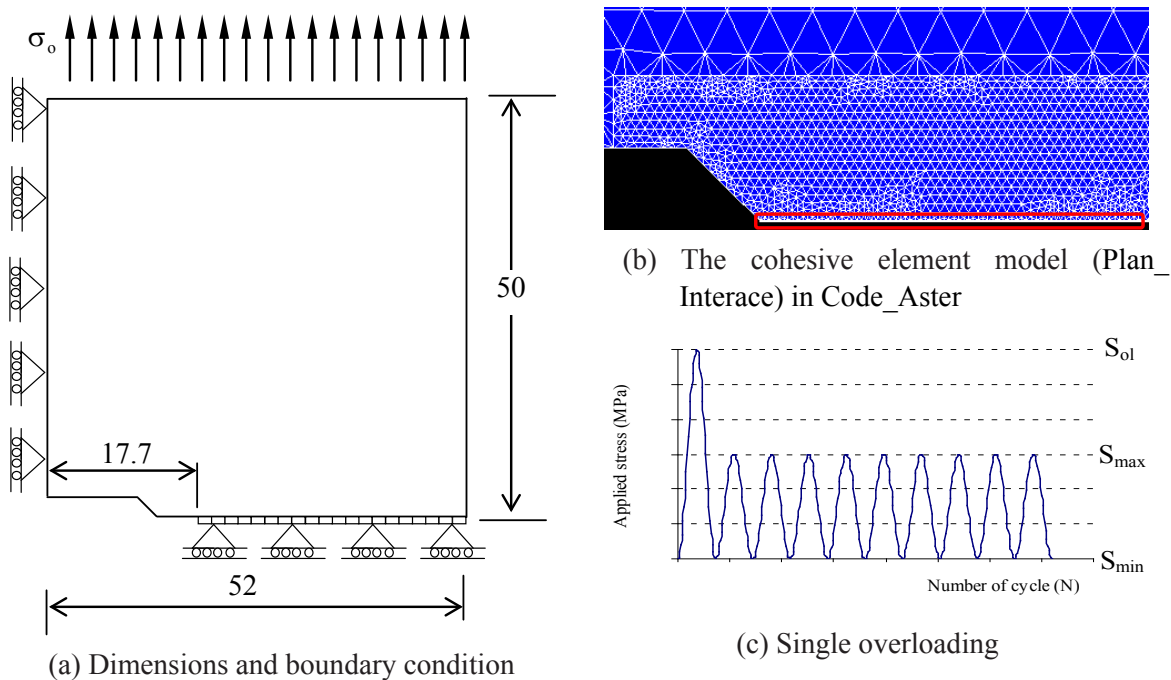 σo
50
17.7
52
(a) Dimensions and boundary condition
(b) The cohesive element model (Plan_
Interace) in Code_Aster
Applied stress (MPa)
Sol
Smax
Smin
Number of cycle (N)
(c) Single overloading